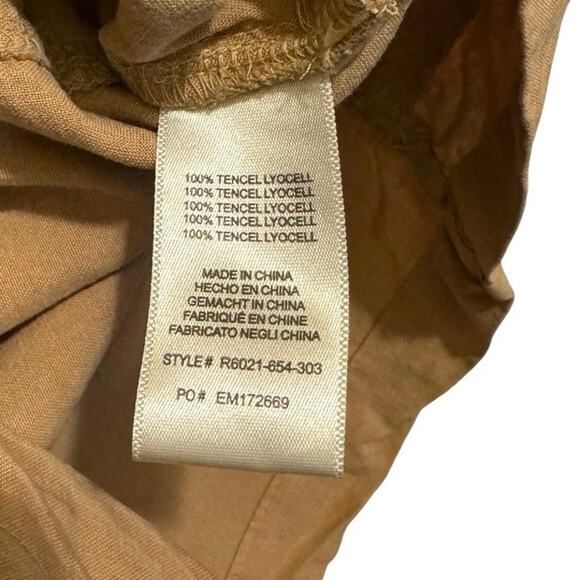 100% TENCEL LYOCELL
100% TENCEL LYOCELL
100% TENCEL LYOCELL
100% TENCEL LYOCELL
100% TENCEL LYOCELL
MADE IN CHINA
HECHO EN CHINA
GEMACHT IN CHINA
FABRIQUÉ EN CHINE
FABRICATO NEGLI CHINA
STYLE# R6021-654-303
PO# EM172669